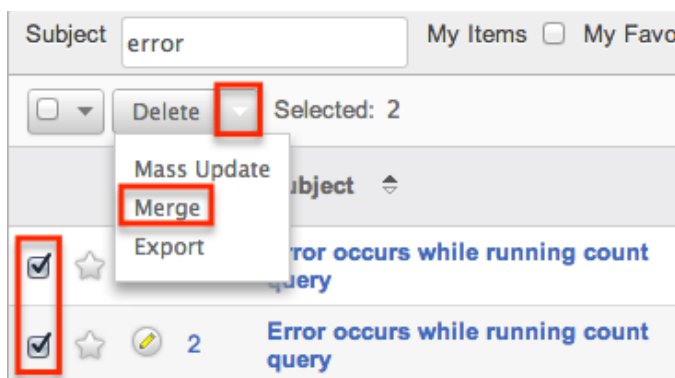 Subject error My Items My Favo
Delete Selected: 2
Mass Update
ubject
Merge
Export
rror occurs while running count
query
2 Error occurs while running count
query